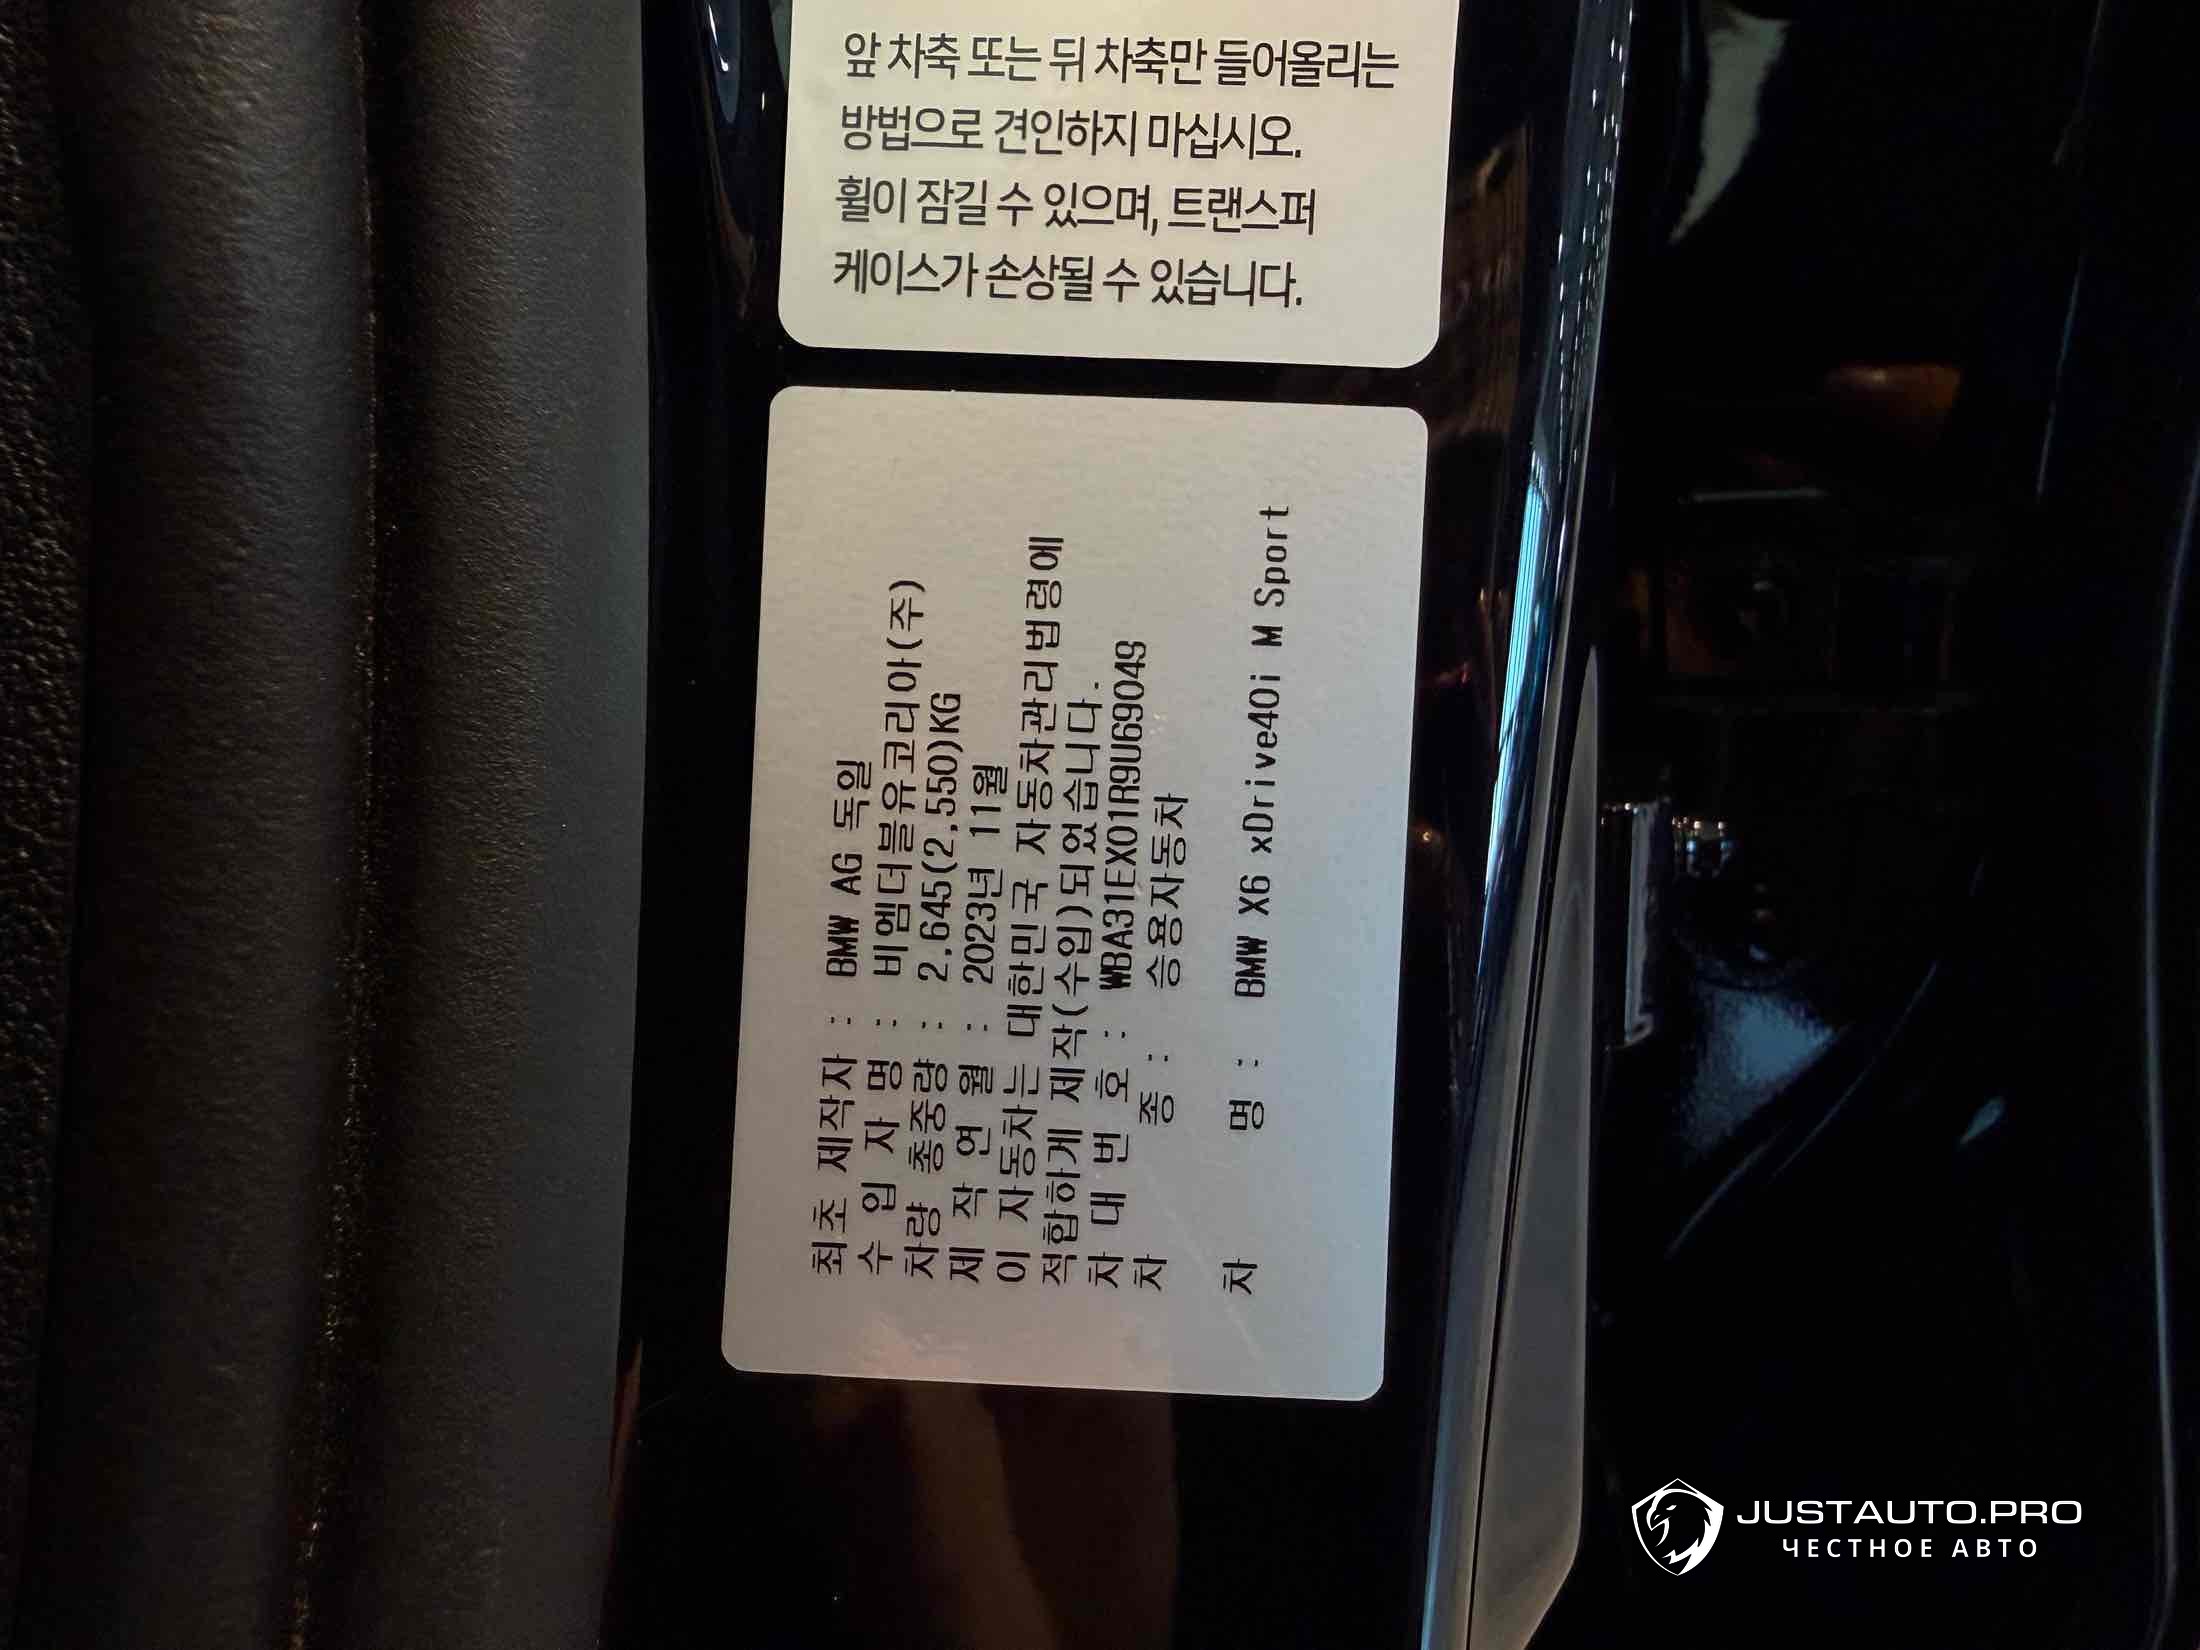 앞 차축 또는 뒤 차축만 들어올리는
방법으로 견인하지 마십시오.
휠이 잠길 수 있으며, 트랜스퍼
케이스가 손상될 수 있습니다.
최초 제작자 : BMW AG 독일
수 입 자 명 : 비엠더블유코리아(주)
차량 총중량 : 2,645(2,550)KG
제 작 연 월 : 2023년 11월
이 자동차는 대한민국 자동차관리법령에
적합하게 제작(수입)되었습니다.
차 대 번 호 : WBA31EX01R9U69049
차 종 : 승용자동차
차 명 : BMW X6 xDrive40i M Sport
JUSTAUTO.PRO
ЧЕСТНОЕ АВТО